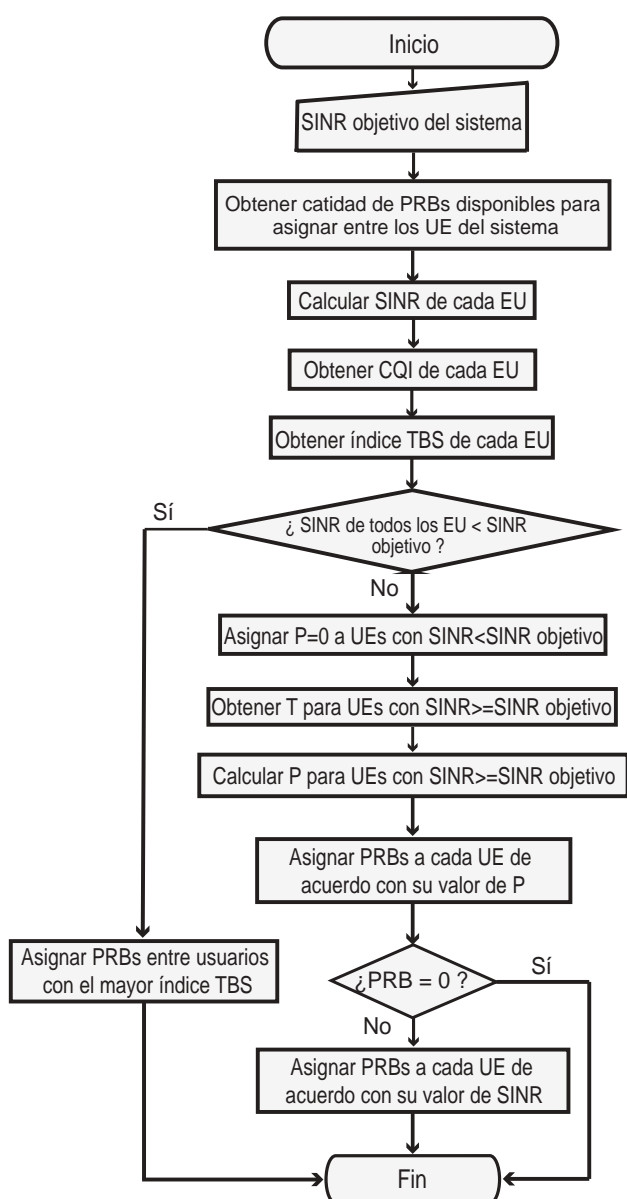 Inicio
SINR objetivo del sistema
Obtener catidad de PRBs disponibles para
asignar entre los UE del sistema
Calcular SINR de cada EU
Obtener CQI de cada EU
Obtener índice TBS de cada EU
Sí
¿ SINR de todos los EU < SINR
objetivo ?
No
Asignar P=0 a UEs con SINR<SINR objetivo
Obtener T para UEs con SINR>=SINR objetivo
Calcular P para UEs con SINR>=SINR objetivo
Asignar PRBs a cada UE de
acuerdo con su valor de P
Asignar PRBs entre usuarios
con el mayor índice TBS
¿PRB = 0 ?
Sí
No
Asignar PRBs a cada UE de
acuerdo con su valor de SINR
Fin